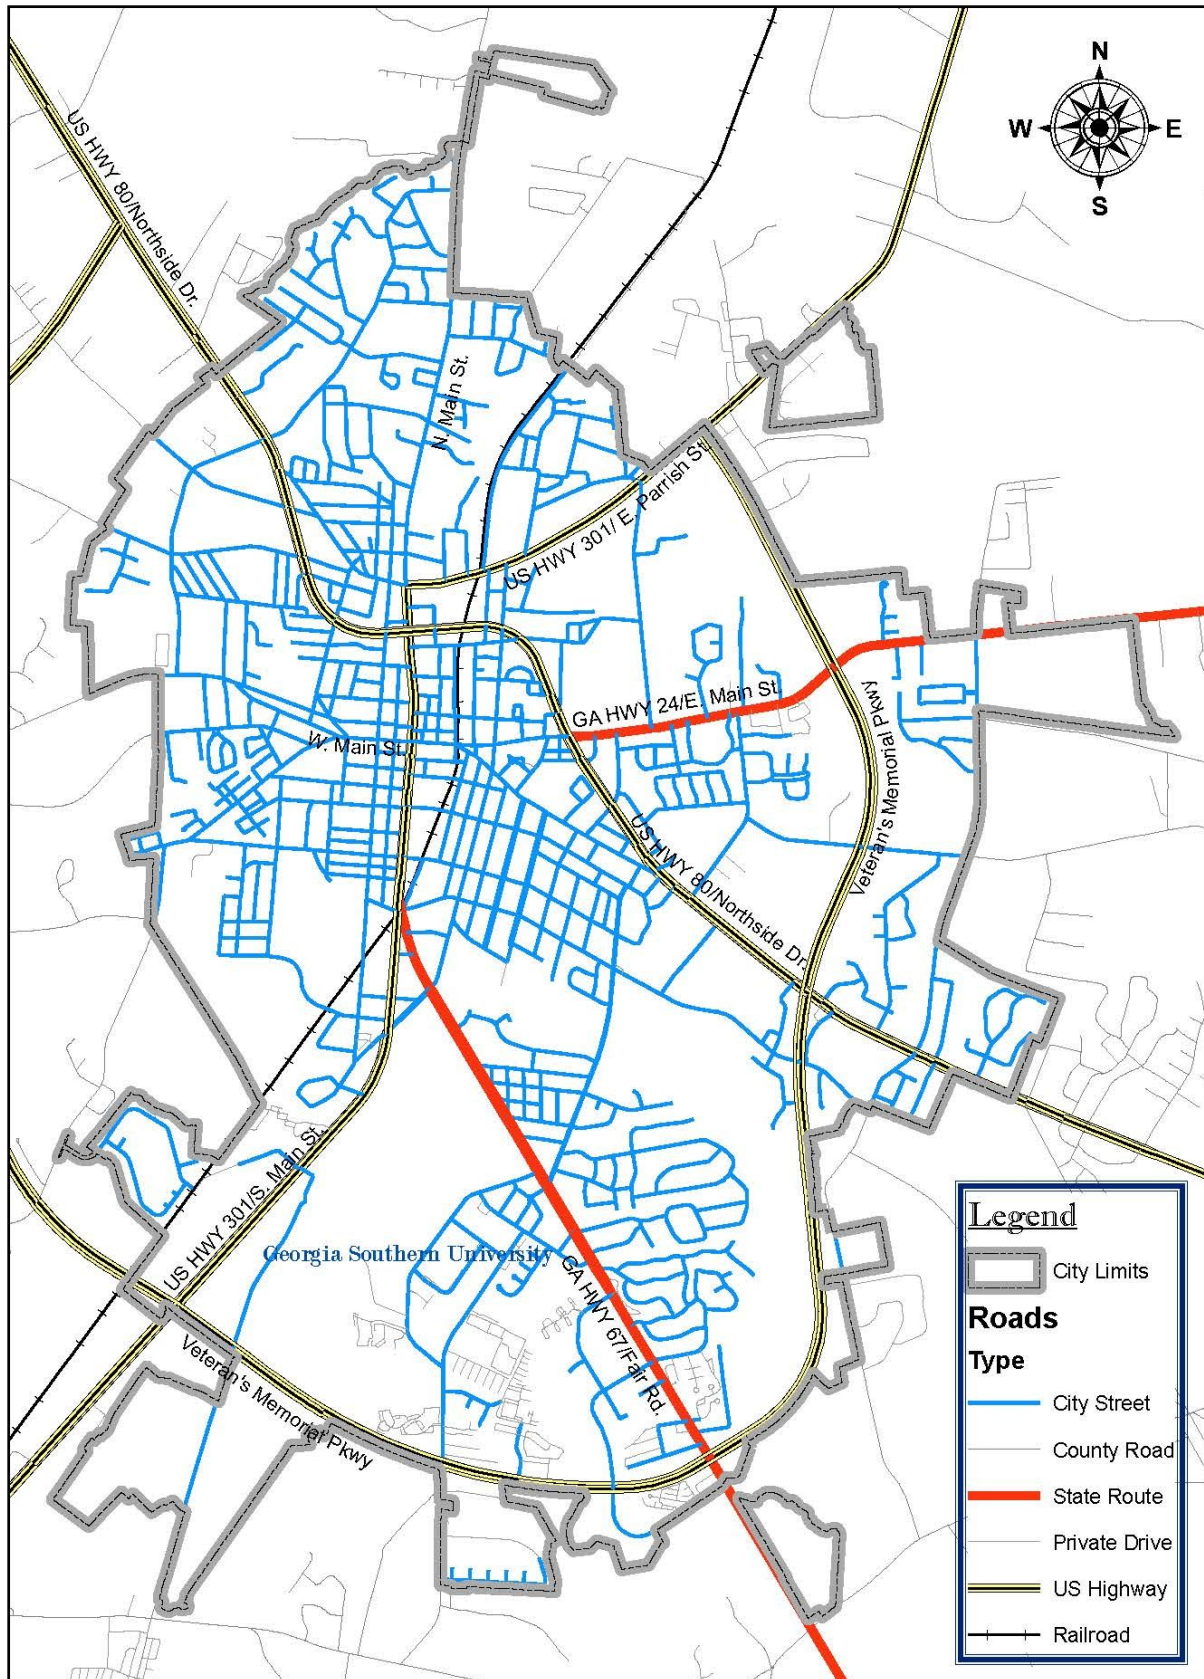 N
W
E
S
US HWY 80/Northside Dr.
N. Main St.
US HWY 301/ E. Parrish St.
GA HWY 24/E. Main St.
W. Main St.
Veteran's Memorial Pkwy
US HWY 80/Northside Dr.
US HWY 301/S. Main St.
Georgia Southern University
GA HWY 67/Fair Rd.
Veteran's Memorial Pkwy
Legend
City Limits
Roads
Type
City Street
County Road
State Route
Private Drive
US Highway
Railroad